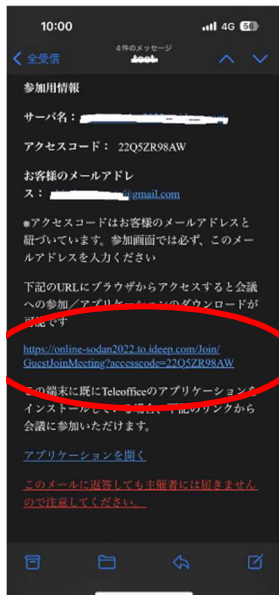 10:00
4G 56
全受信
4件のメッセージ
参加用情報
サーバ名：
アクセスコード： 22Q5ZR98AW
お客様のメールアドレ
ス： @gmail.com
※アクセスコードはお客様のメールアドレスと
紐づいています。参加画面では必ず、このメー
ルアドレスを入力ください
下記のURLにブラウザからアクセスすると会議
への参加／アプリケーションのダウンロードが
可能です
https://online-sodan2022.to.ideep.com/Join/
GuestJoinMeeting?accesscode=22Q5ZR98AW
この端末に既にTeleofficeのアプリケーションを
インストールしている場合、下記のリンクから
会議に参加いただけます。
アプリケーションを開く
このメールに返答しても主催者には届きません
ので注意してください。